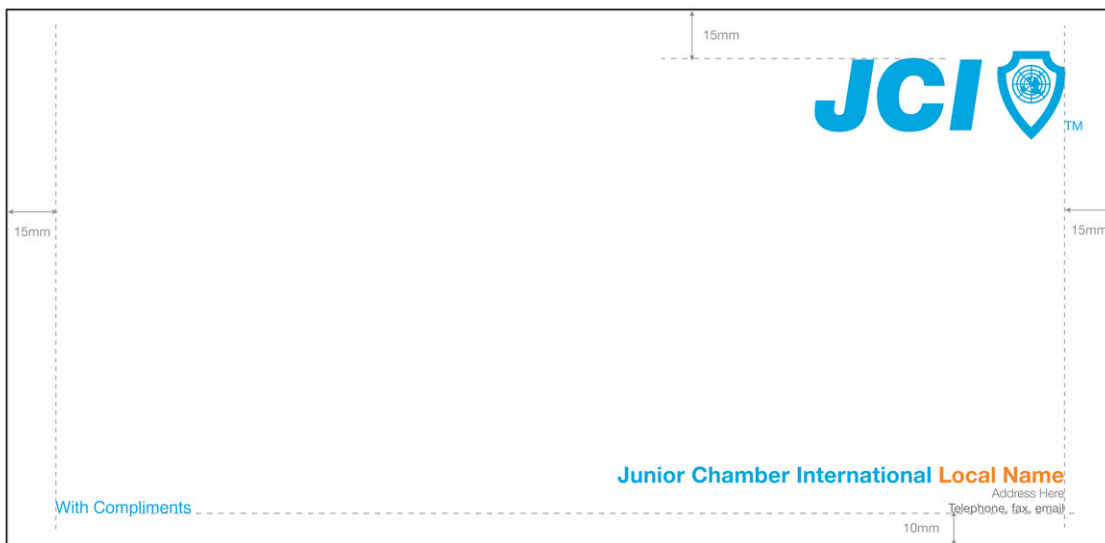 15mm
JCI
TM
15mm
15mm
Junior Chamber International Local Name
Address Here
With Compliments
Telephone, fax, email
10mm